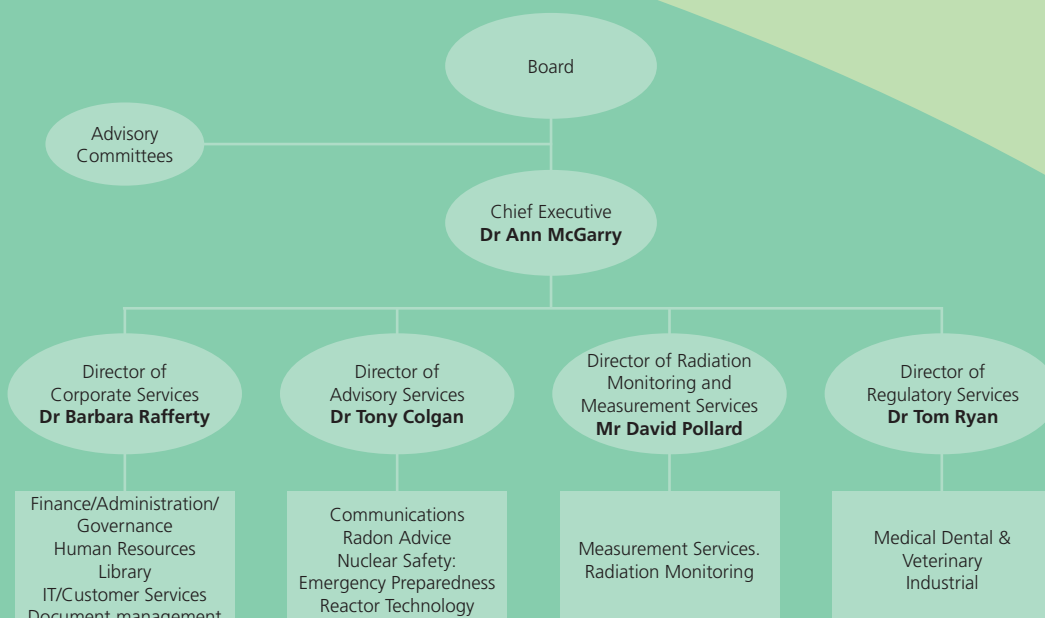 Board
Advisory
Committees
Chief Executive
Dr Ann McGarry
Director of
Corporate Services
Dr Barbara Rafferty
Director of
Advisory Services
Dr Tony Colgan
Director of Radiation
Monitoring and
Measurement Services
Mr David Pollard
Director of
Regulatory Services
Dr Tom Ryan
Finance/Administration/
Governance
Human Resources
Library
IT/Customer Services
Document management
Communications
Radon Advice
Nuclear Safety:
Emergency Preparedness
Reactor Technology
Measurement Services.
Radiation Monitoring
Medical Dental &
Veterinary
Industrial